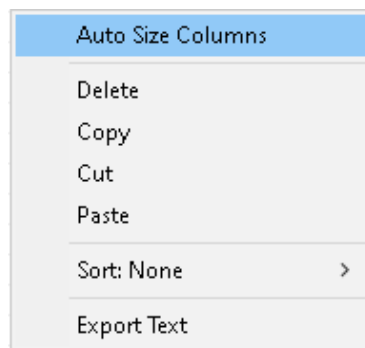 Auto Size Columns
Delete
Copy
Cut
Paste
Sort: None
Export Text